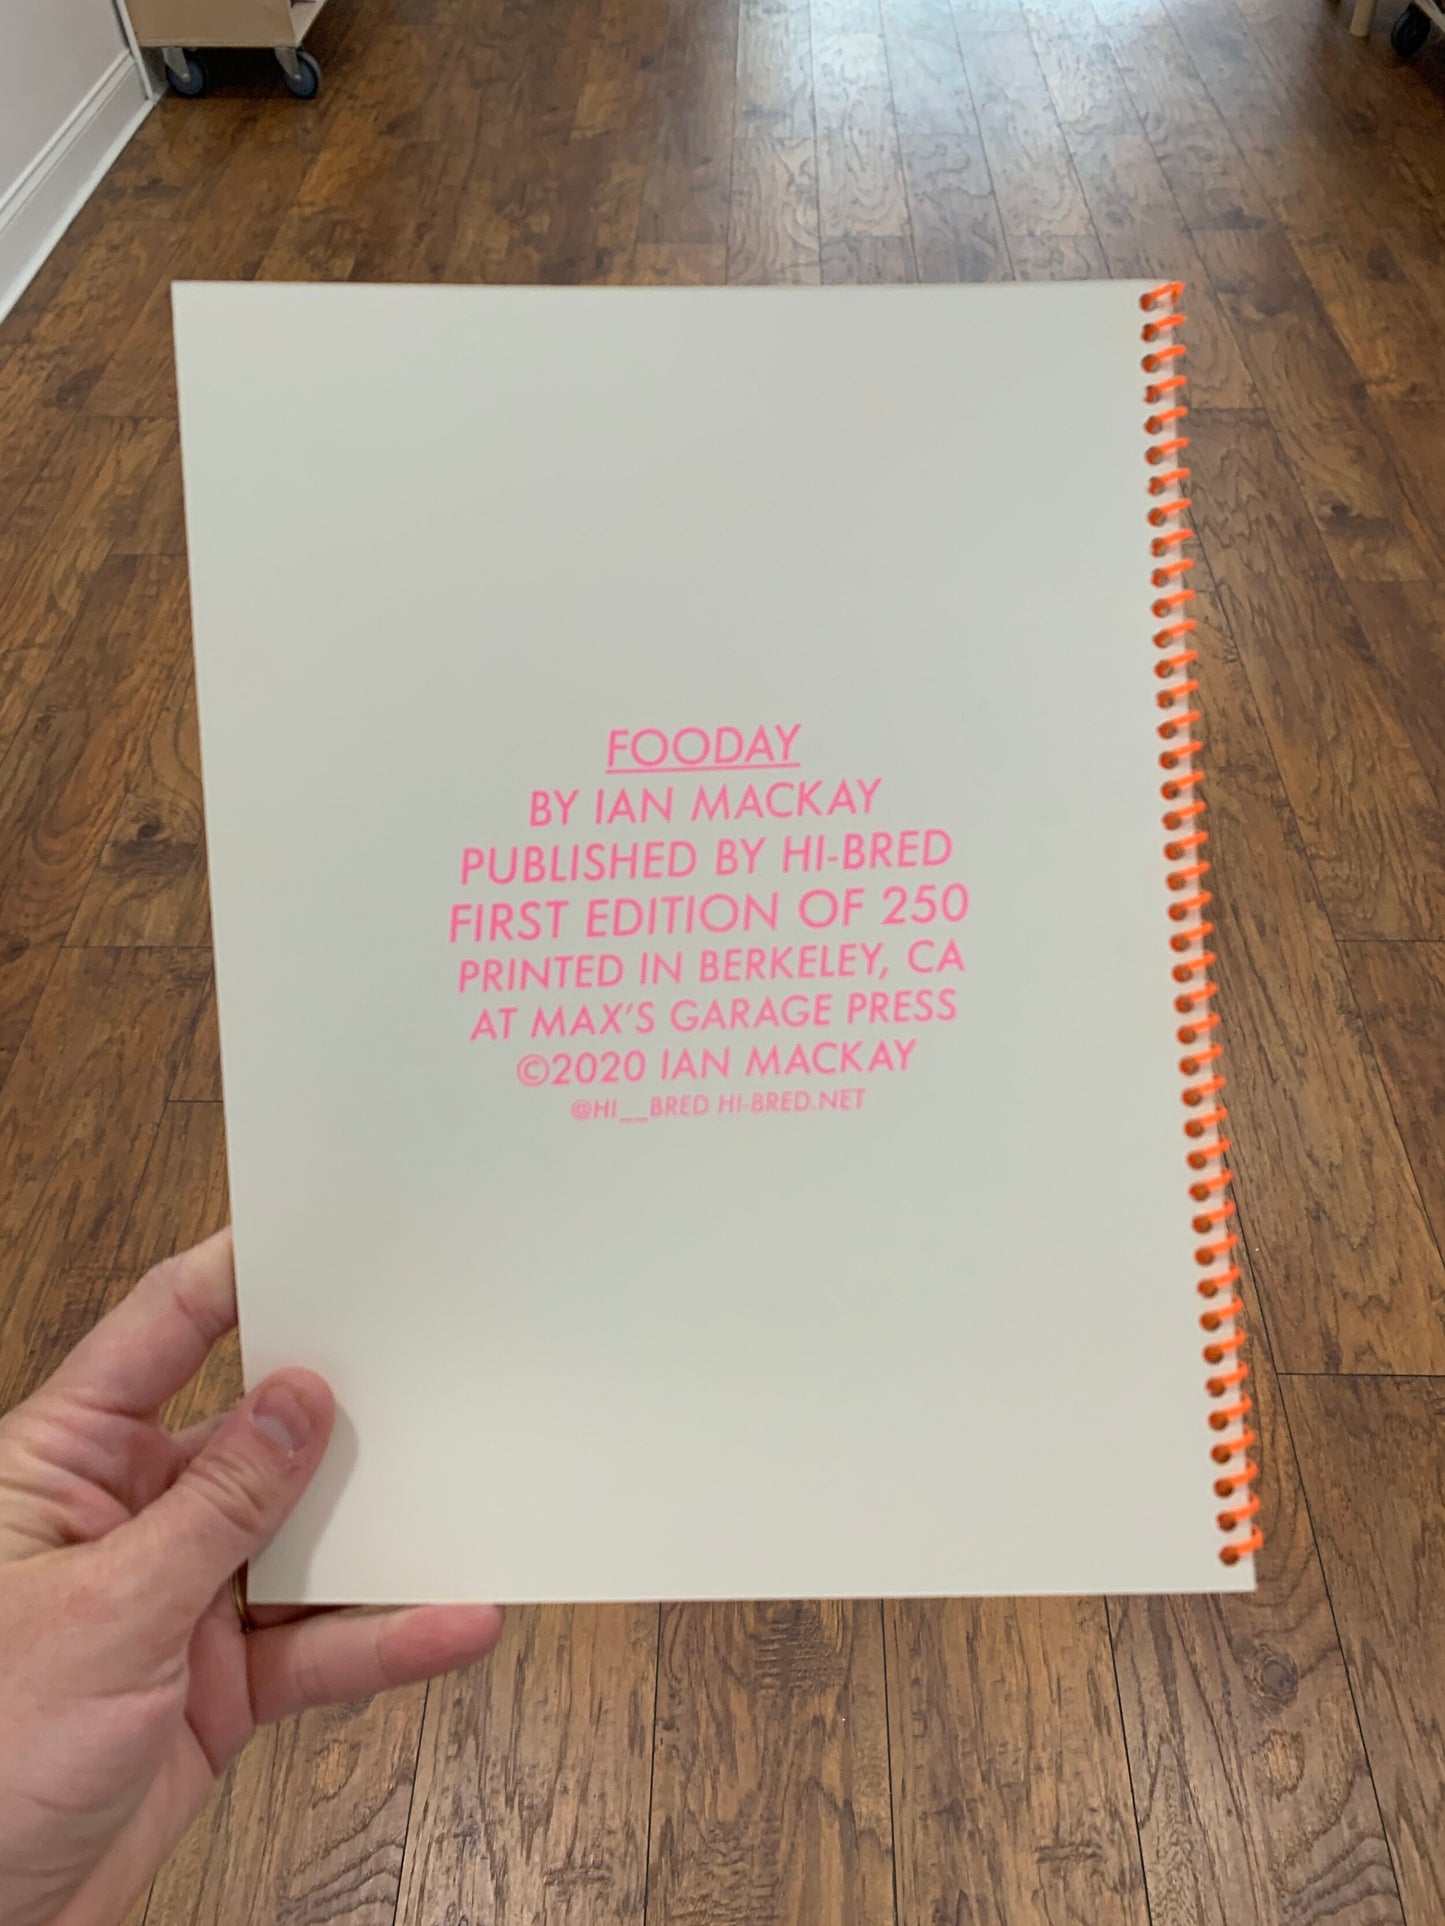 FOODAY
BY IAN MACKAY
PUBLISHED BY HI-BRED
FIRST EDITION OF 250
PRINTED IN BERKELEY, CA
AT MAX'S GARAGE PRESS
©2020 IAN MACKAY
@HI__BRED HI-BRED.NET